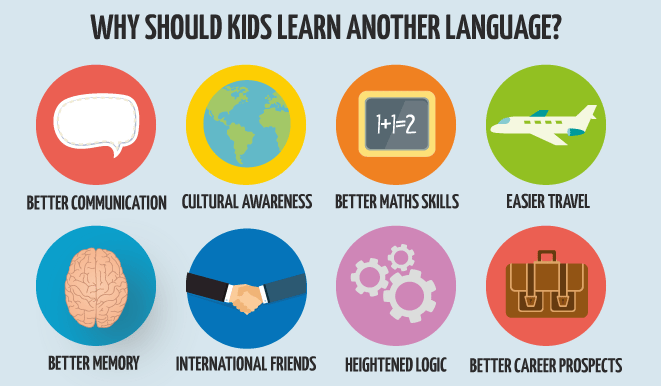 WHY SHOULD KIDS LEARN ANOTHER LANGUAGE?
1+1=2
BETTER COMMUNICATION
CULTURAL AWARENESS
BETTER MATHS SKILLS
EASIER TRAVEL
BETTER MEMORY
INTERNATIONAL FRIENDS
HEIGHTENED LOGIC
BETTER CAREER PROSPECTS